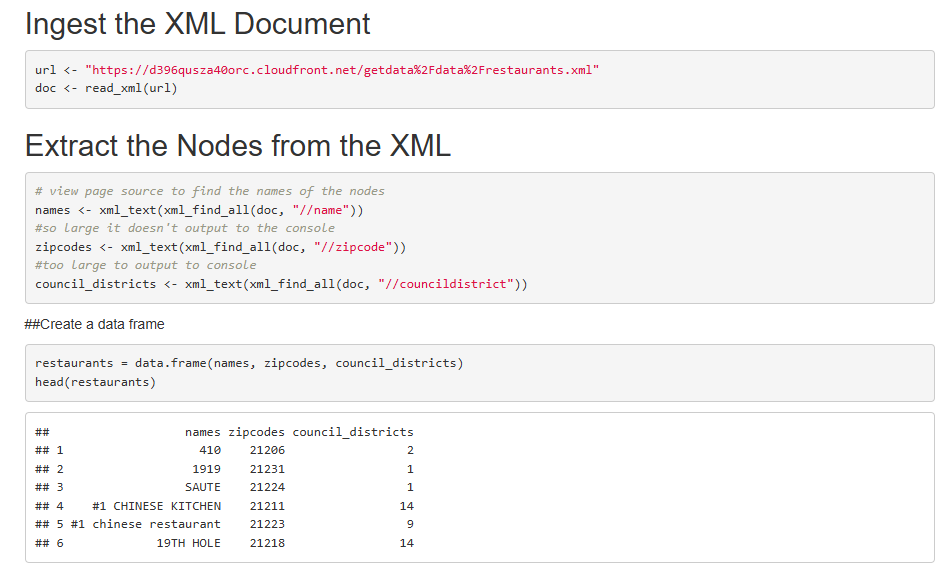 Ingest the XML Document
url <- "https://d396qusza40orc.cloudfront.net/getdata%2Fdata%2Frestaurants.xml"
doc <- read_xml(url)
Extract the Nodes from the XML
# view page source to find the names of the nodes
names <- xml_text(xml_find_all(doc, "//name"))
#so large it doesn't output to the console
zipcodes <- xml_text(xml_find_all(doc, "//zipcode"))
#too large to output to console
council_districts <- xml_text(xml_find_all(doc, "//councildistrict"))
##Create a data frame
restaurants = data.frame(names, zipcodes, council_districts)
head(restaurants)
##                   names zipcodes council_districts
## 1                   410    21206                 2
## 2                  1919    21231                 1
## 3                 SAUTE    21224                 1
## 4    #1 CHINESE KITCHEN    21211                14
## 5 #1 chinese restaurant    21223                 9
## 6             19TH HOLE    21218                14